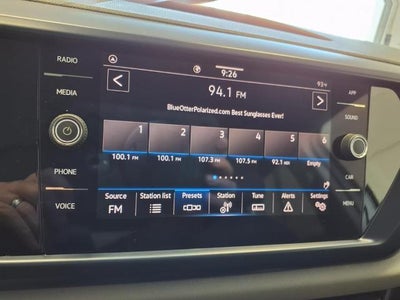 RADIO
MEDIA
PHONE
VOICE
9:26
93°F
94.1 FM
BlueOtterPolarized.com Best Sunglasses Ever!
1 2 3 4 5 6
100.1 FM 100.1 FM 107.3 FM 107.5 FM 92.1 HD1 Empty
Source Station list Presets Station Tune Alerts Settings
FM
APP
SOUND
CAR
MENU